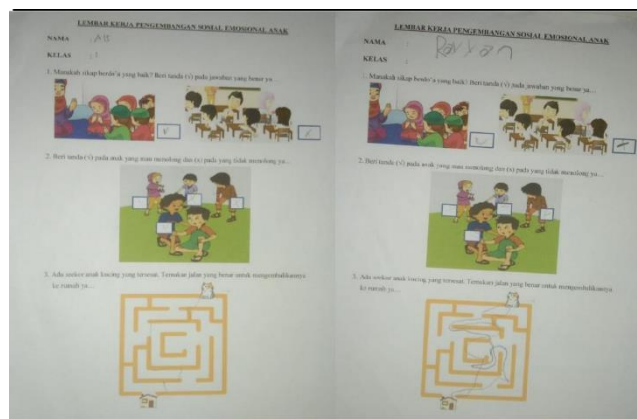 LEMBAR KERJA PENGEMBANGAN SOSIAL EMOSIONAL ANAK
NAMA :
KELAS :
1. Manakah sikap berdo'a yang baik? Beri tanda (√) pada jawaban yang benar ya...
2. Beri tanda (√) pada anak yang mau menolong dan (x) pada yang tidak menolong ya...
3. Ada seekor anak kucing yang tersesat. Temukan jalan yang benar untuk mengembalikannya
ke rumah ya...
LEMBAR KERJA PENGEMBANGAN SOSIAL EMOSIONAL ANAK
NAMA :
KELAS :
1. Manakah sikap berdo'a yang baik? Beri tanda (√) pada jawaban yang benar ya...
2. Beri tanda (√) pada anak yang mau menolong dan (x) pada yang tidak menolong ya...
3. Ada seekor anak kucing yang tersesat. Temukan jalan yang benar untuk mengembalikannya
ke rumah ya...